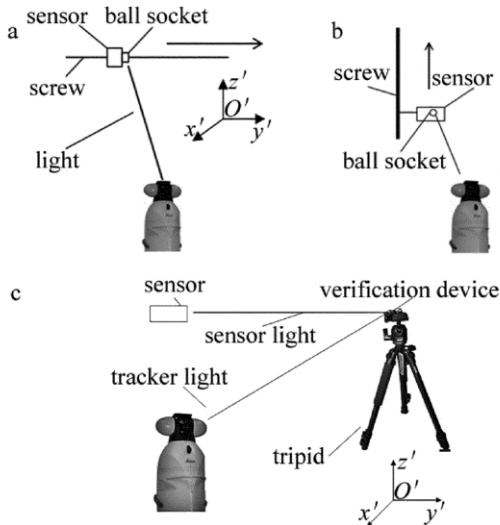 a
sensor ball socket
screw
light
z'
O'
x' y'
b
screw
sensor
ball socket
c
sensor
verification device
sensor light
tracker light
tripid
z'
O'
x' y'